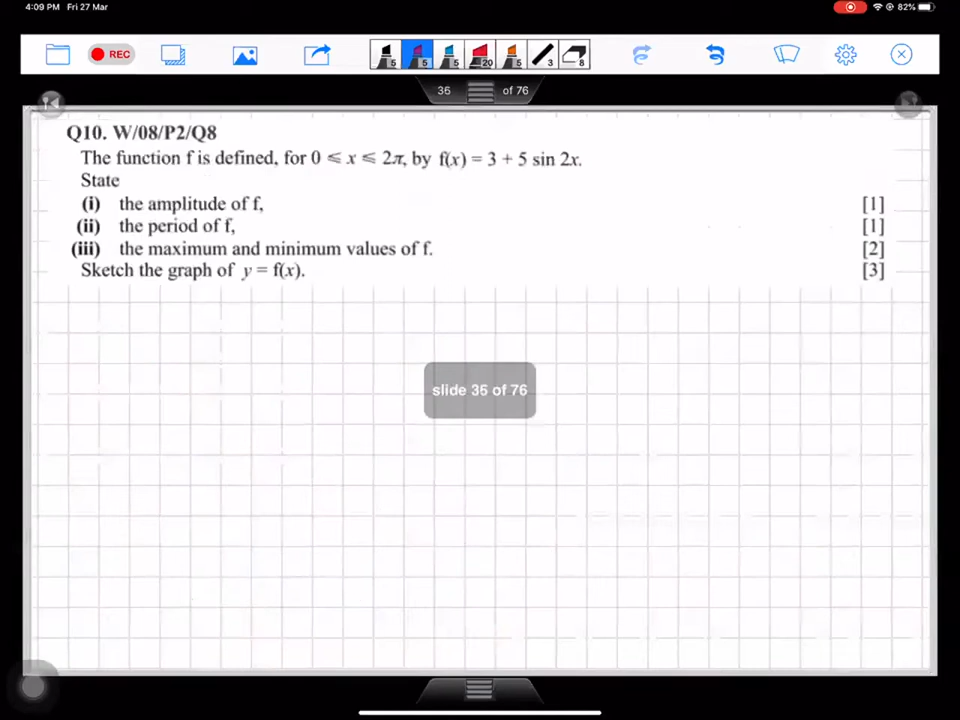 4:09 PM Fri 27 Mar
82%
REC
5 5 5 20 5 3 8
36 of 76
Q10. W/08/P2/Q8
The function f is defined, for 0 ⩽ x ⩽ 2π, by f(x) = 3 + 5 sin 2x.
State
(i) the amplitude of f, [1]
(ii) the period of f, [1]
(iii) the maximum and minimum values of f. [2]
Sketch the graph of y = f(x). [3]
slide 35 of 76